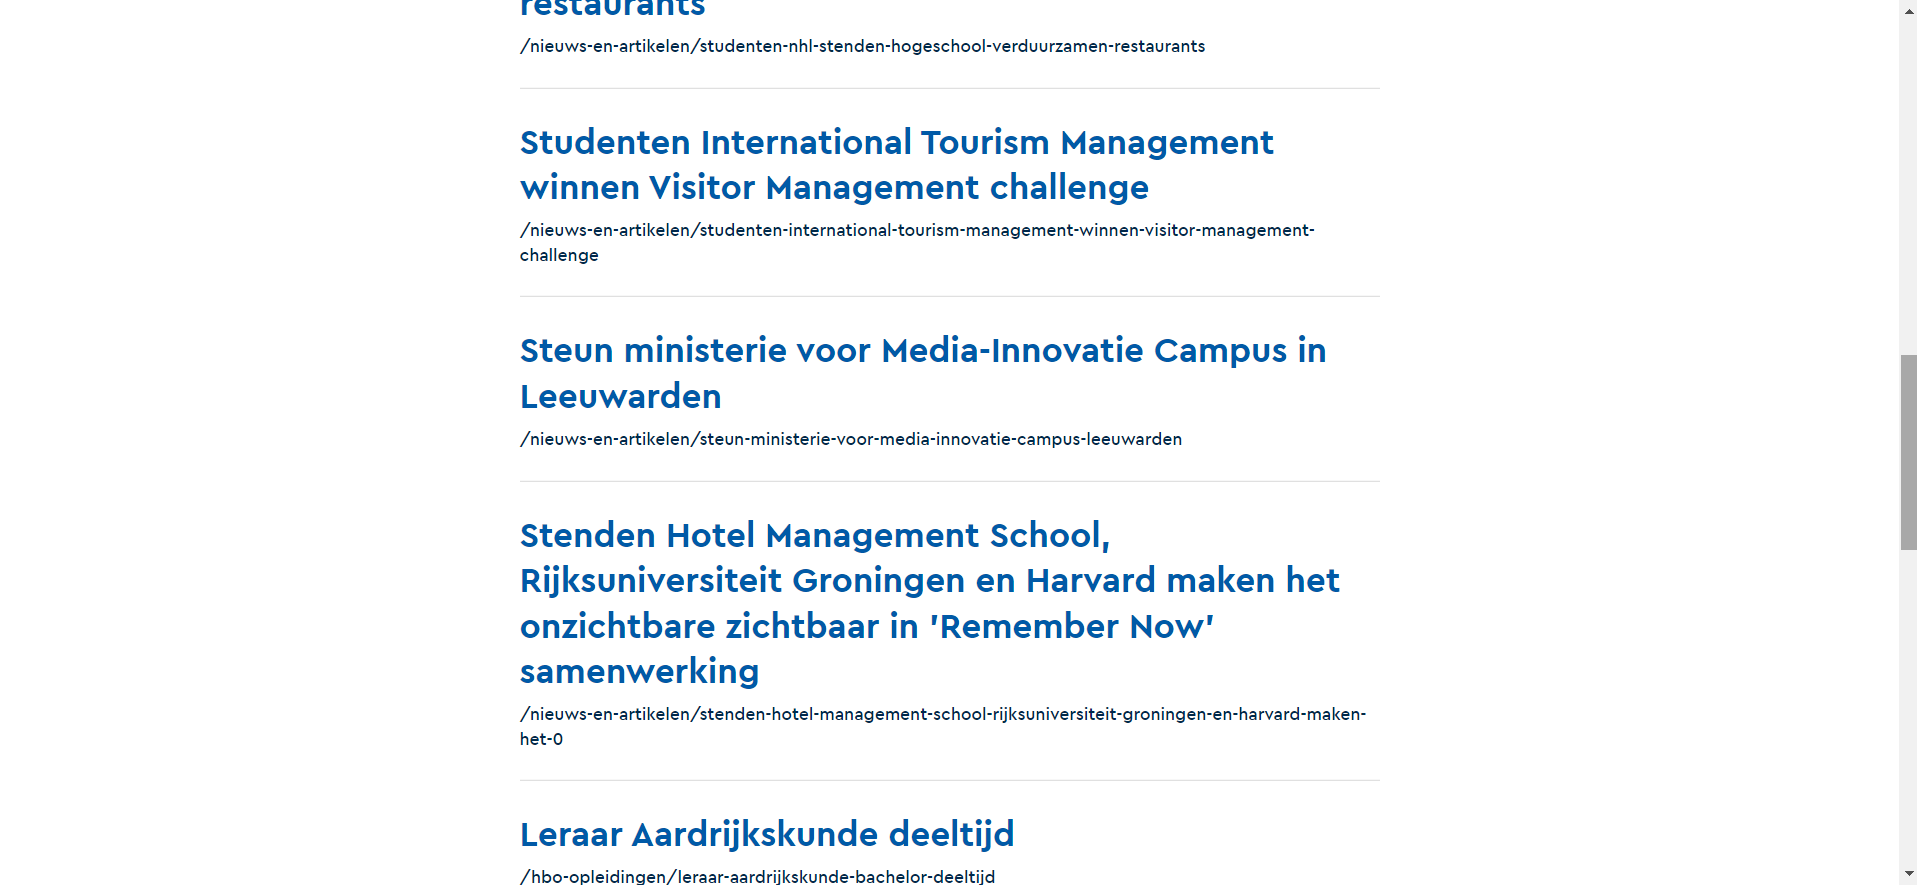 restaurants
/nieuws-en-artikelen/studenten-nhl-stenden-hogeschool-verduurzamen-restaurants
Studenten International Tourism Management
winnen Visitor Management challenge
/nieuws-en-artikelen/studenten-international-tourism-management-winnen-visitor-management-
challenge
Steun ministerie voor Media-Innovatie Campus in
Leeuwarden
/nieuws-en-artikelen/steun-ministerie-voor-media-innovatie-campus-leeuwarden
Stenden Hotel Management School,
Rijksuniversiteit Groningen en Harvard maken het
onzichtbare zichtbaar in 'Remember Now'
samenwerking
/nieuws-en-artikelen/stenden-hotel-management-school-rijksuniversiteit-groningen-en-harvard-maken-
het-0
Leraar Aardrijkskunde deeltijd
/hbo-opleidingen/leraar-aardrijkskunde-bachelor-deeltijd